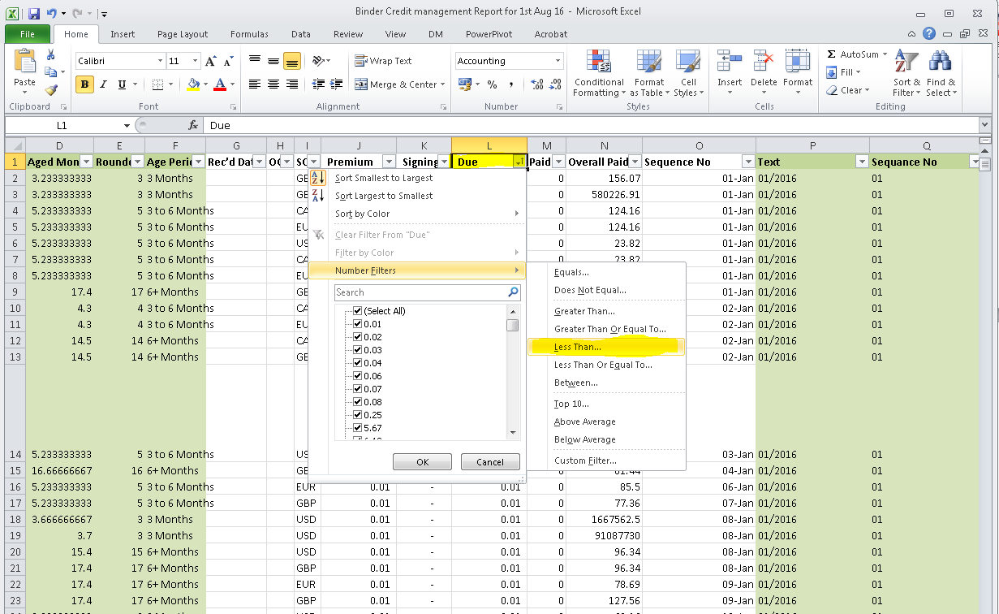 Binder Credit management Report for 1st Aug 16 - Microsoft Excel
File Home Insert Page Layout Formulas Data Review View DM PowerPivot Acrobat
Calibri 11 Wrap Text Accounting AutoSum
Paste B I U Merge & Center % , Conditional Formatting Format as Table Cell Styles Insert Delete Format Fill Clear Sort & Filter Find & Select
Clipboard Font Alignment Number Styles Cells Editing
L1 fx Due
D E F G H I J K L M N O P Q
1 Aged Mon Rounde Age Perio Rec'd Dat OC SC Premium Signing Due Paid Overall Paid Sequence No Text Sequance No
2 3.233333333 3 3 Months GE 0 156.07 01-Jan 01/2016 01
3 3.233333333 3 3 Months GE 0 580226.91 01-Jan 01/2016 01
4 5.233333333 5 3 to 6 Months CA 0 124.16 01-Jan 01/2016 01
5 5.233333333 5 3 to 6 Months EU 0 124.16 01-Jan 01/2016 01
6 5.233333333 5 3 to 6 Months US 0 23.82 01-Jan 01/2016 01
7 5.233333333 5 3 to 6 Months CA 0 23.82 01-Jan 01/2016 01
8 5.233333333 5 3 to 6 Months EU 01-Jan 01/2016 01
9 17.4 17 6+ Months GE 02-Jan 01/2016 01
10 4.3 4 3 to 6 Months CA 02-Jan 01/2016 01
11 4.3 4 3 to 6 Months EU 02-Jan 01/2016 01
12 14.5 14 6+ Months CA 02-Jan 01/2016 01
13 14.5 14 6+ Months GE 02-Jan 01/2016 01
14 5.233333333 5 3 to 6 Months US 03-Jan 01/2016 01
15 16.66666667 16 6+ Months GE 0 61.44 04-Jan 01/2016 01
16 5.233333333 5 3 to 6 Months EUR 0.01 - 0.01 0 85.5 06-Jan 01/2016 01
17 5.233333333 5 3 to 6 Months GBP 0.01 - 0.01 0 77.36 07-Jan 01/2016 01
18 3.666666667 3 3 Months USD 0.01 - 0.01 0 1667562.5 08-Jan 01/2016 01
19 3.7 3 3 Months USD 0.01 - 0.01 0 91087730 08-Jan 01/2016 01
20 15.4 15 6+ Months USD 0.01 - 0.01 0 96.34 08-Jan 01/2016 01
21 17.4 17 6+ Months GBP 0.01 - 0.01 0 96.34 08-Jan 01/2016 01
22 17.4 17 6+ Months EUR 0.01 - 0.01 0 78.69 09-Jan 01/2016 01
23 17.4 17 6+ Months GBP 0.01 - 0.01 0 127.56 09-Jan 01/2016 01
Sort Smallest to Largest
Sort Largest to Smallest
Sort by Color
Clear Filter From "Due"
Filter by Color
Number Filters
Search
(Select All)
0.01
0.02
0.03
0.04
0.06
0.07
0.08
0.25
5.67
OK Cancel
Equals...
Does Not Equal...
Greater Than...
Greater Than Or Equal To...
Less Than...
Less Than Or Equal To...
Between...
Top 10...
Above Average
Below Average
Custom Filter...